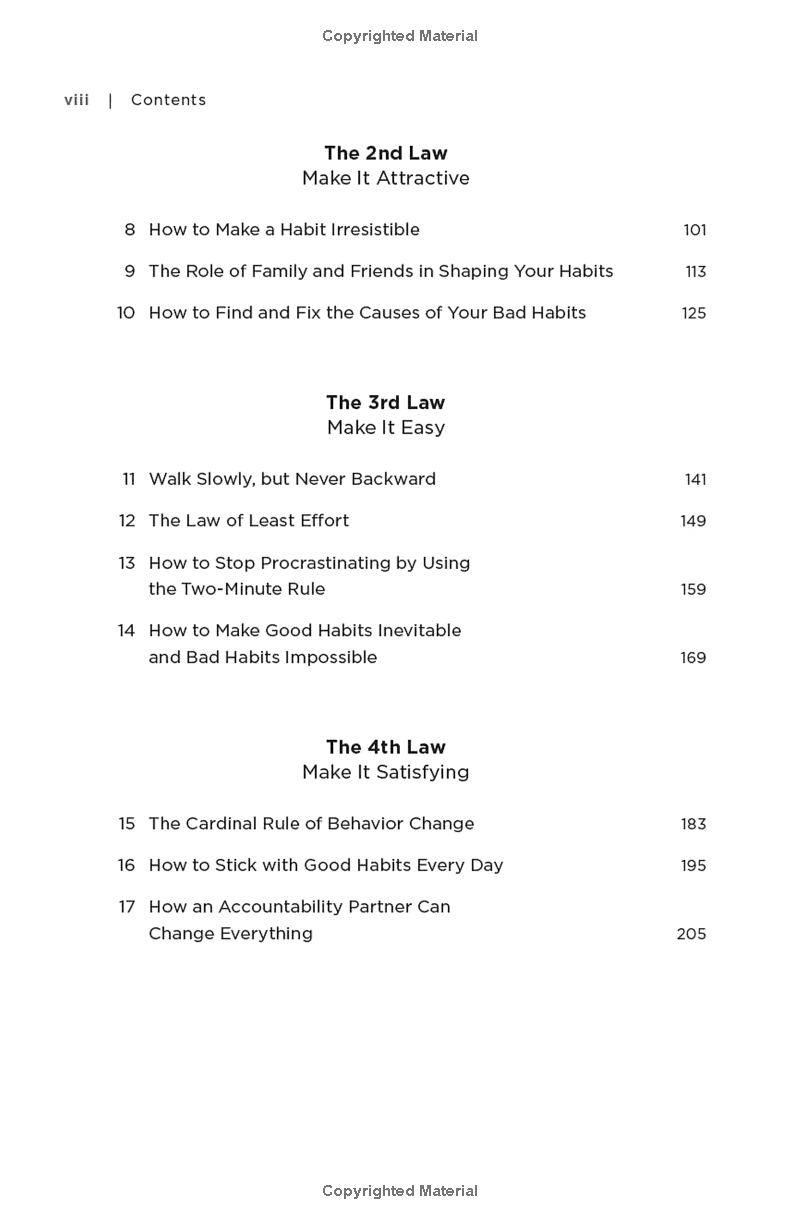 Copyrighted Material
viii | Contents
The 2nd Law
Make It Attractive
8 How to Make a Habit Irresistible 101
9 The Role of Family and Friends in Shaping Your Habits 113
10 How to Find and Fix the Causes of Your Bad Habits 125
The 3rd Law
Make It Easy
11 Walk Slowly, but Never Backward 141
12 The Law of Least Effort 149
13 How to Stop Procrastinating by Using
the Two-Minute Rule 159
14 How to Make Good Habits Inevitable
and Bad Habits Impossible 169
The 4th Law
Make It Satisfying
15 The Cardinal Rule of Behavior Change 183
16 How to Stick with Good Habits Every Day 195
17 How an Accountability Partner Can
Change Everything 205
Copyrighted Material